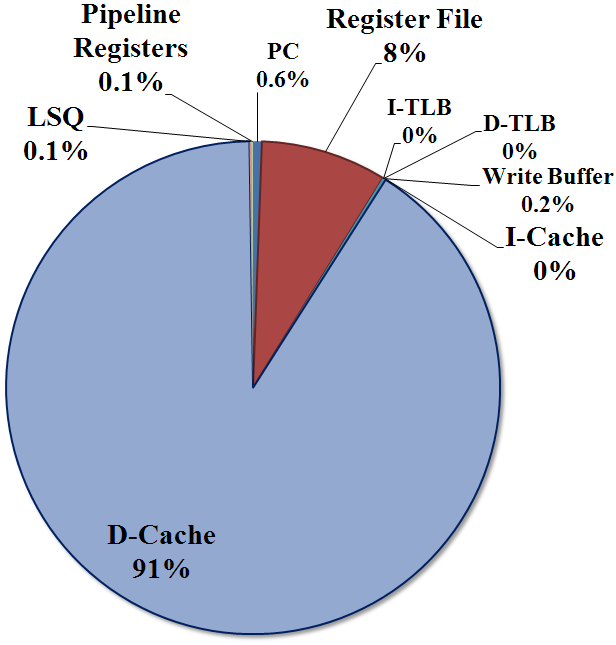 Pipeline
Registers
0.1%
PC
0.6%
Register File
8%
LSQ
0.1%
I-TLB
0%
D-TLB
0%
Write Buffer
0.2%
I-Cache
0%
D-Cache
91%